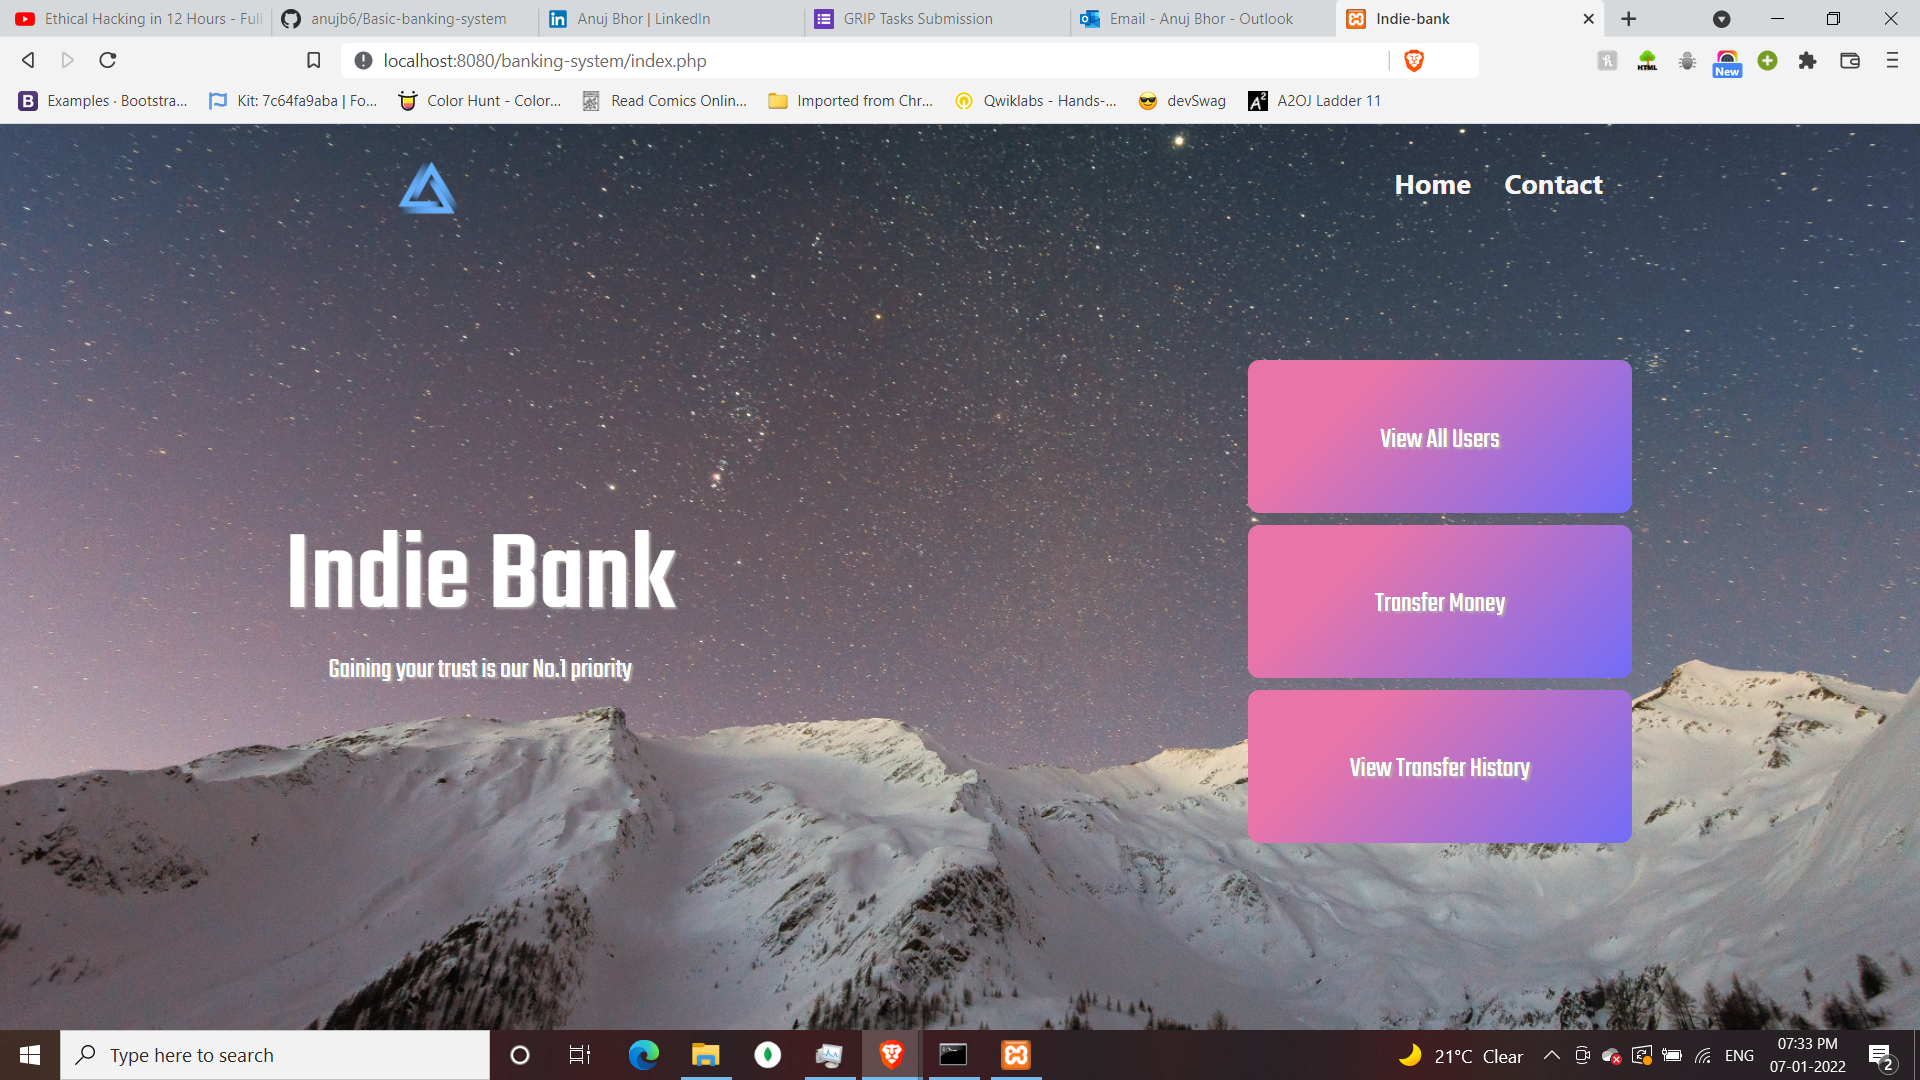 Ethical Hacking in 12 Hours - Full
anujb6/Basic-banking-system
Anuj Bhor | LinkedIn
GRIP Tasks Submission
Email - Anuj Bhor - Outlook
Indie-bank
localhost:8080/banking-system/index.php
HTML
New
B Examples · Bootstra...
Kit: 7c64fa9aba | Fo...
Color Hunt - Color...
Read Comics Onlin...
Imported from Chr...
Qwiklabs - Hands-...
devSwag
A2 A2OJ Ladder 11
Home
Contact
View All Users
Indie Bank
Transfer Money
Gaining your trust is our No.1 priority
View Transfer History
Type here to search
21°C Clear
ENG
07:33 PM
07-01-2022
2